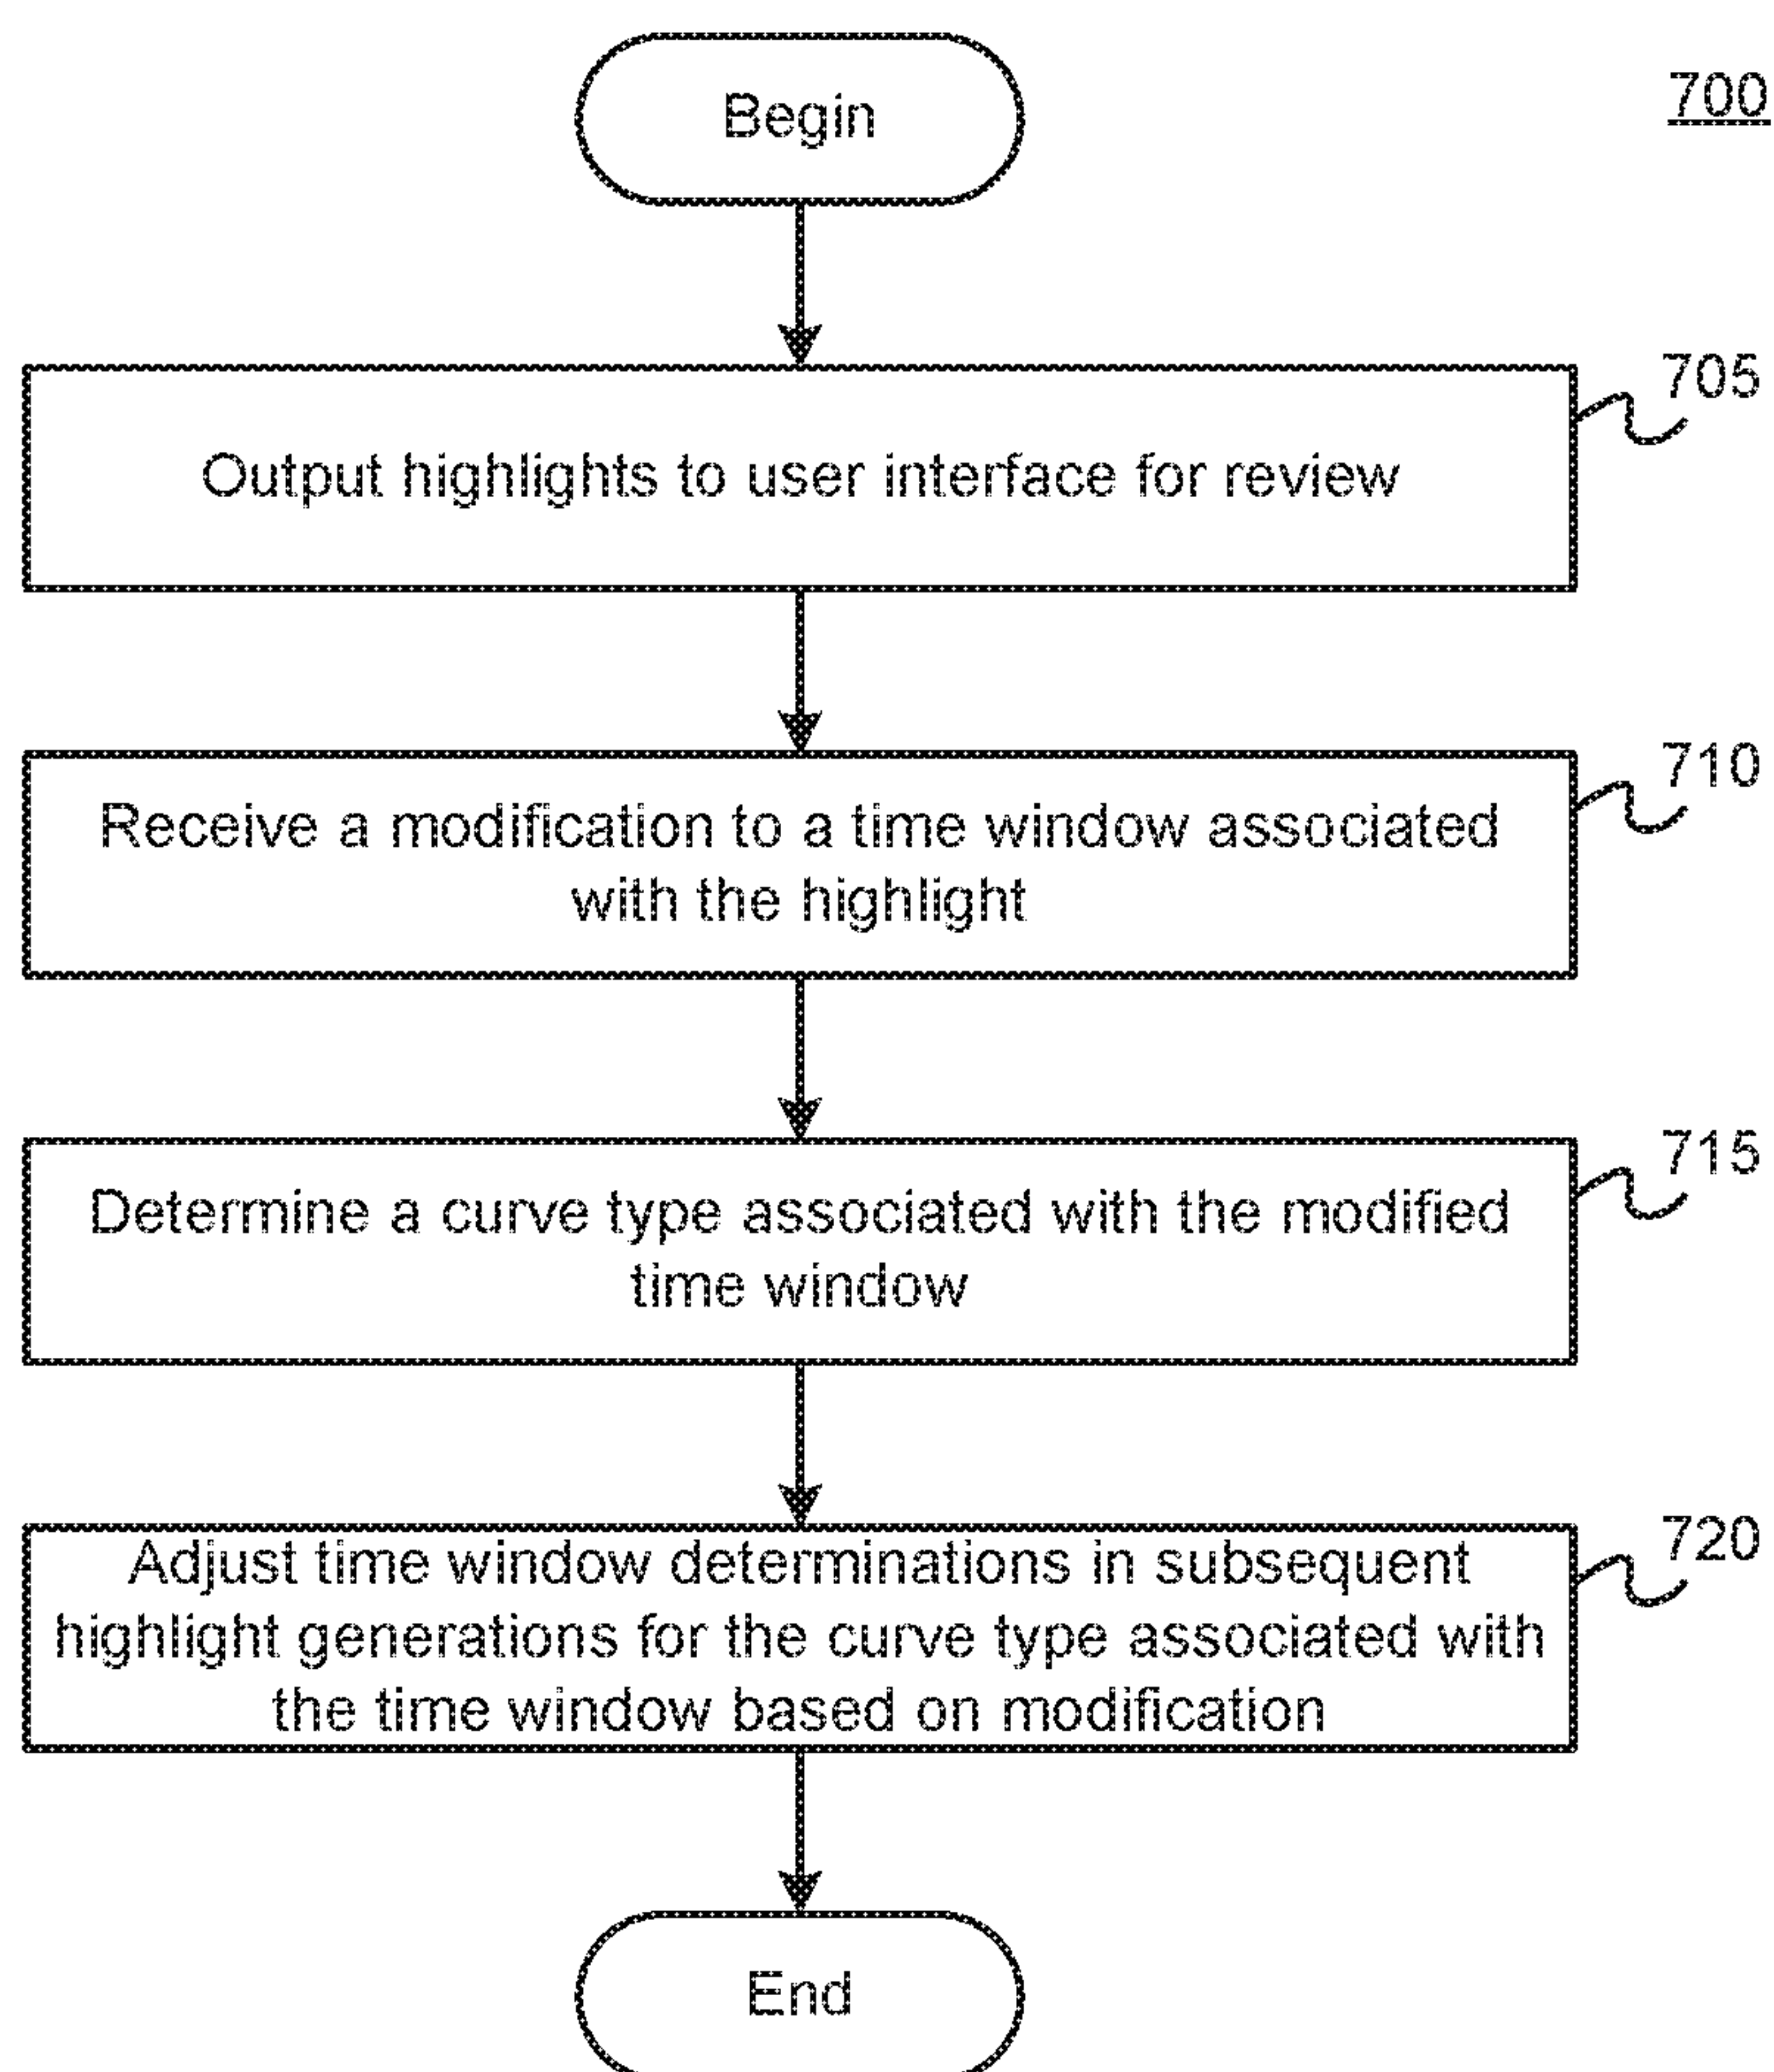 Begin
700
705
Output highlights to user interface for review
710
Receive a modification to a time window associated
with the highlight
715
Determine a curve type associated with the modified
time window
720
Adjust time window determinations in subsequent
highlight generations for the curve type associated with
the time window based on modification
End